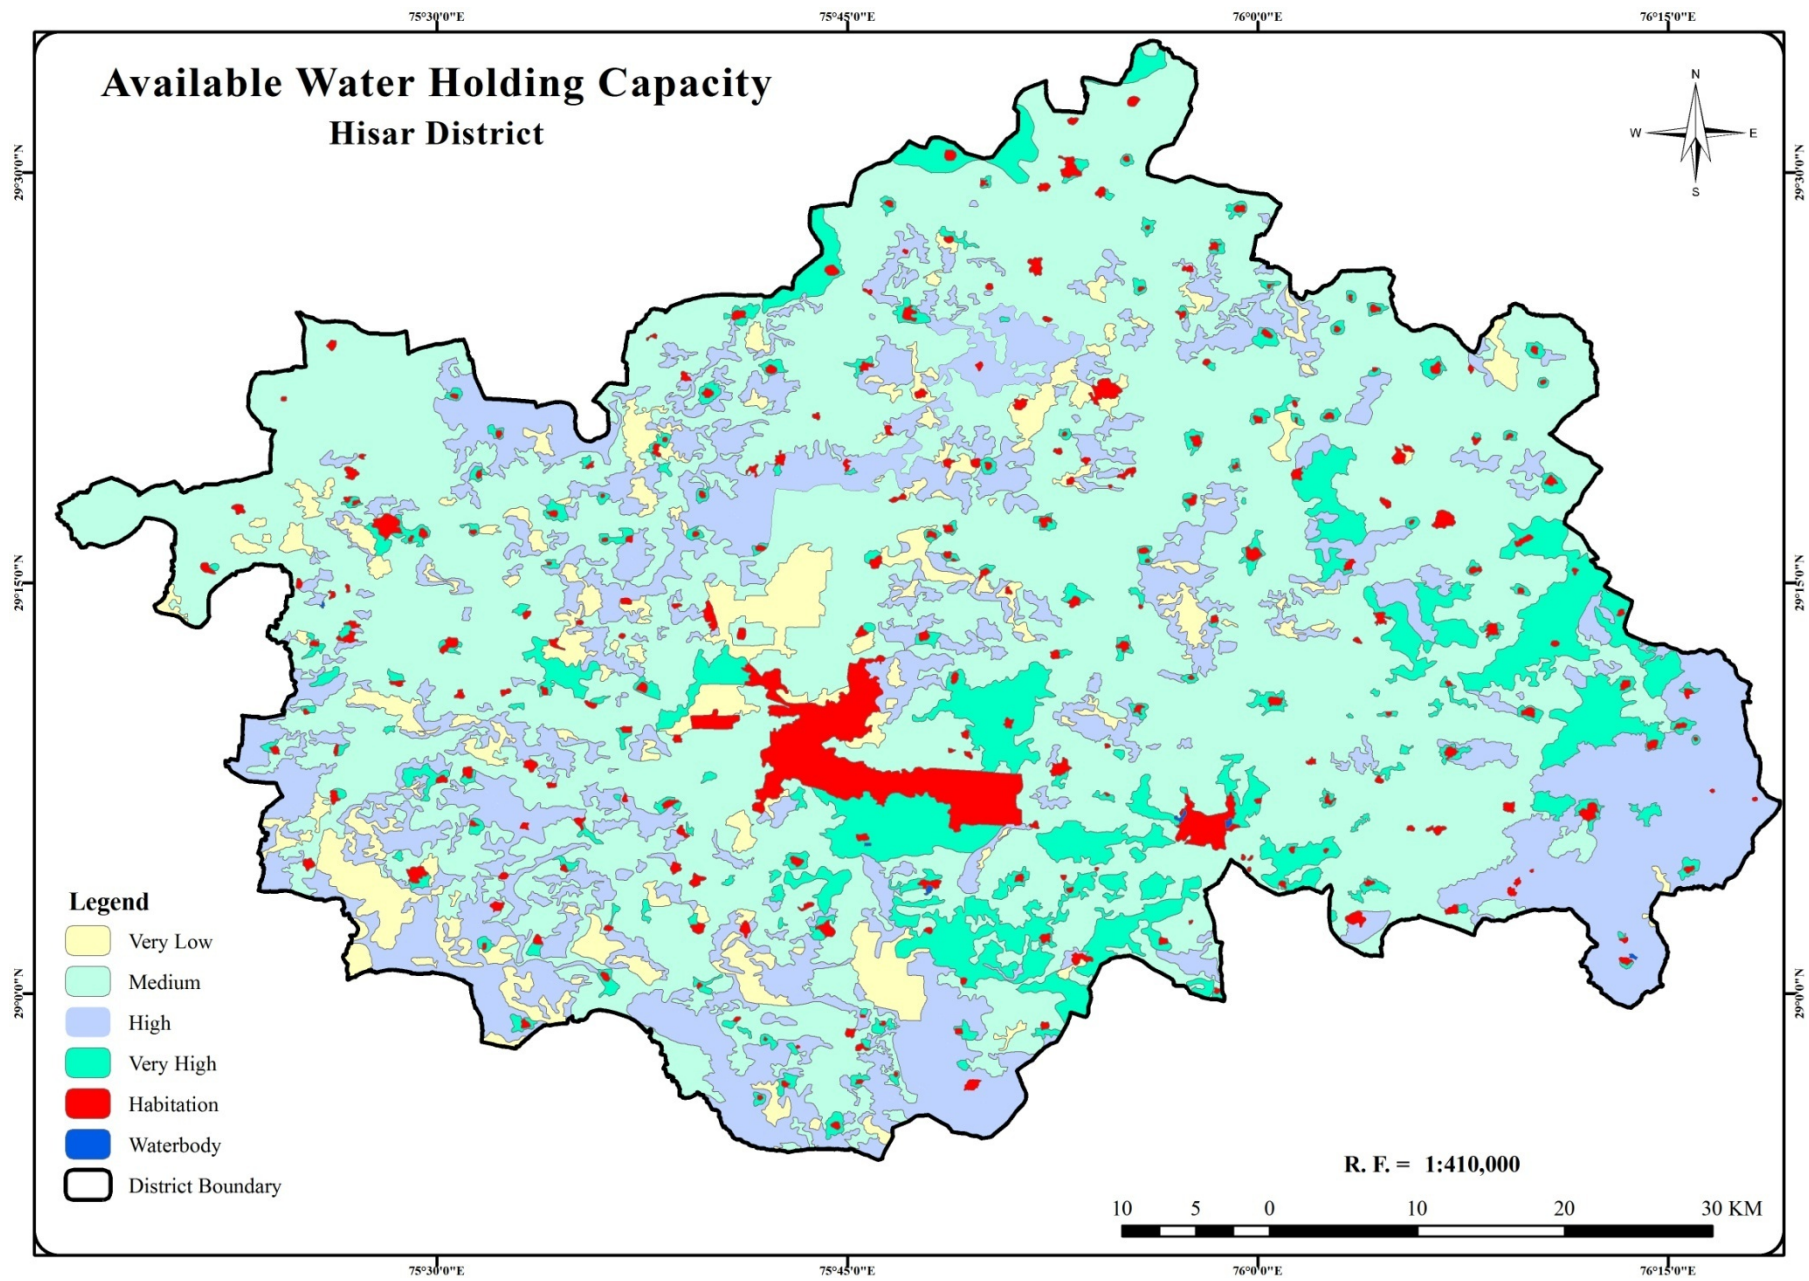 75°30'0"E 75°45'0"E 76°0'0"E 76°15'0"E
Available Water Holding Capacity
Hisar District
N
W E
S
29°30'0"N 29°30'0"N
29°15'0"N 29°15'0"N
29°0'0"N 29°0'0"N
Legend
Very Low
Medium
High
Very High
Habitation
Waterbody
District Boundary
R. F. = 1:410,000
10 5 0 10 20 30 KM
75°30'0"E 75°45'0"E 76°0'0"E 76°15'0"E